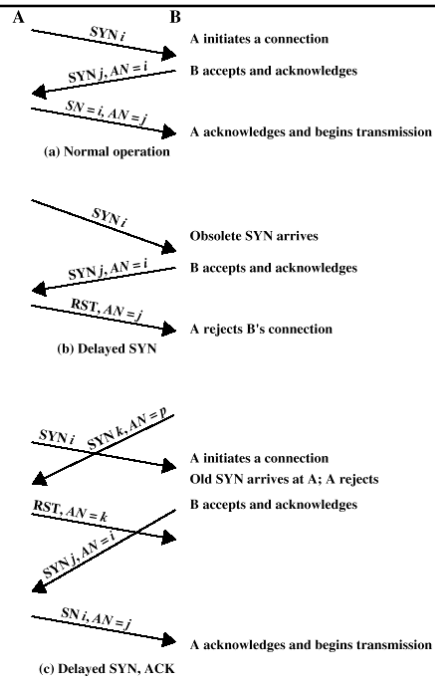 A B
SYN i
A initiates a connection
SYN j, AN = i
B accepts and acknowledges
SN = i, AN = j
A acknowledges and begins transmission
(a) Normal operation
SYN i
Obsolete SYN arrives
SYN j, AN = i
B accepts and acknowledges
RST, AN = j
A rejects B's connection
(b) Delayed SYN
SYN k, AN = p
SYN i
A initiates a connection
Old SYN arrives at A; A rejects
RST, AN = k
B accepts and acknowledges
SYN j, AN = i
SN i, AN = j
A acknowledges and begins transmission
(c) Delayed SYN, ACK